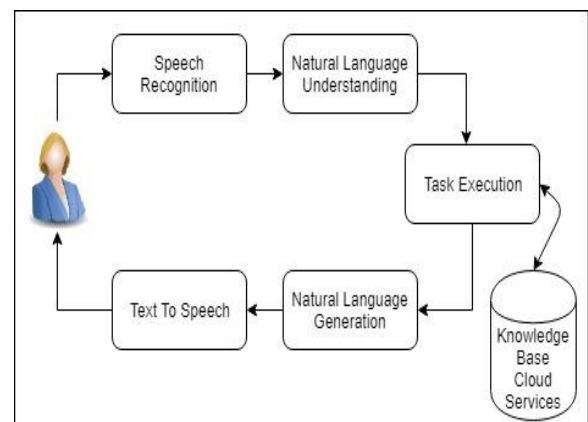 Speech
Recognition
Natural Language
Understanding
Task Execution
Text To Speech
Natural Language
Generation
Knowledge
Base
Cloud
Services